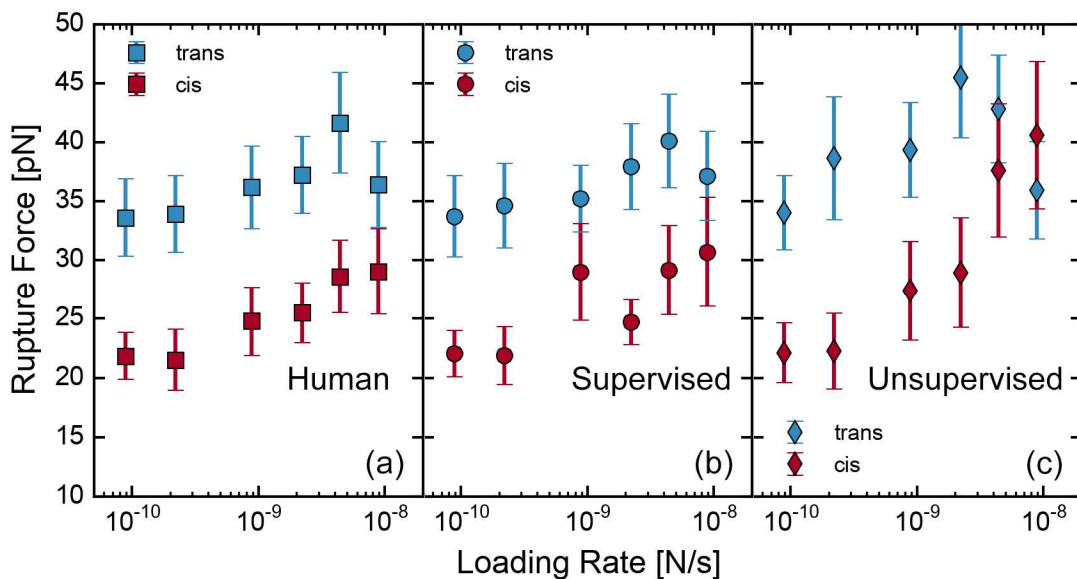 Rupture Force [pN]
50
45
40
35
30
25
20
15
10
trans
cis
Human
(a)
trans
cis
Supervised
(b)
Unsupervised
trans
cis
(c)
10⁻¹⁰ 10⁻⁹ 10⁻⁸
10⁻¹⁰ 10⁻⁹ 10⁻⁸
10⁻¹⁰ 10⁻⁹ 10⁻⁸
Loading Rate [N/s]